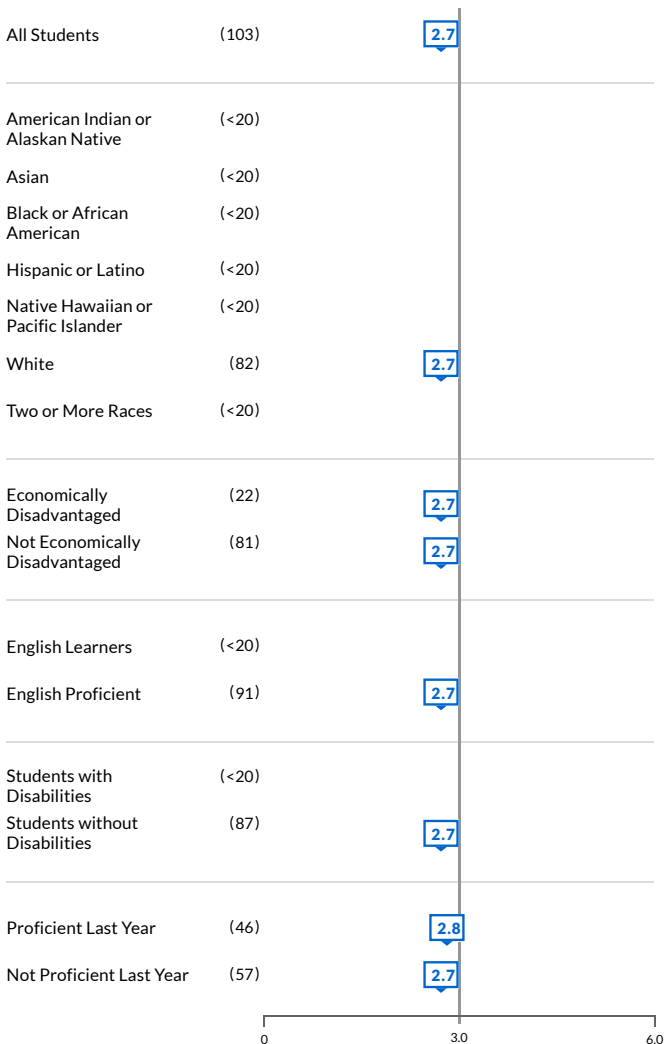 All Students (103) 2.7
American Indian or (<20)
Alaskan Native
Asian (<20)
Black or African (<20)
American
Hispanic or Latino (<20)
Native Hawaiian or (<20)
Pacific Islander
White (82) 2.7
Two or More Races (<20)
Economically (22) 2.7
Disadvantaged
Not Economically (81) 2.7
Disadvantaged
English Learners (<20)
English Proficient (91) 2.7
Students with (<20)
Disabilities
Students without (87) 2.7
Disabilities
Proficient Last Year (46) 2.8
Not Proficient Last Year (57) 2.7
0 3.0 6.0